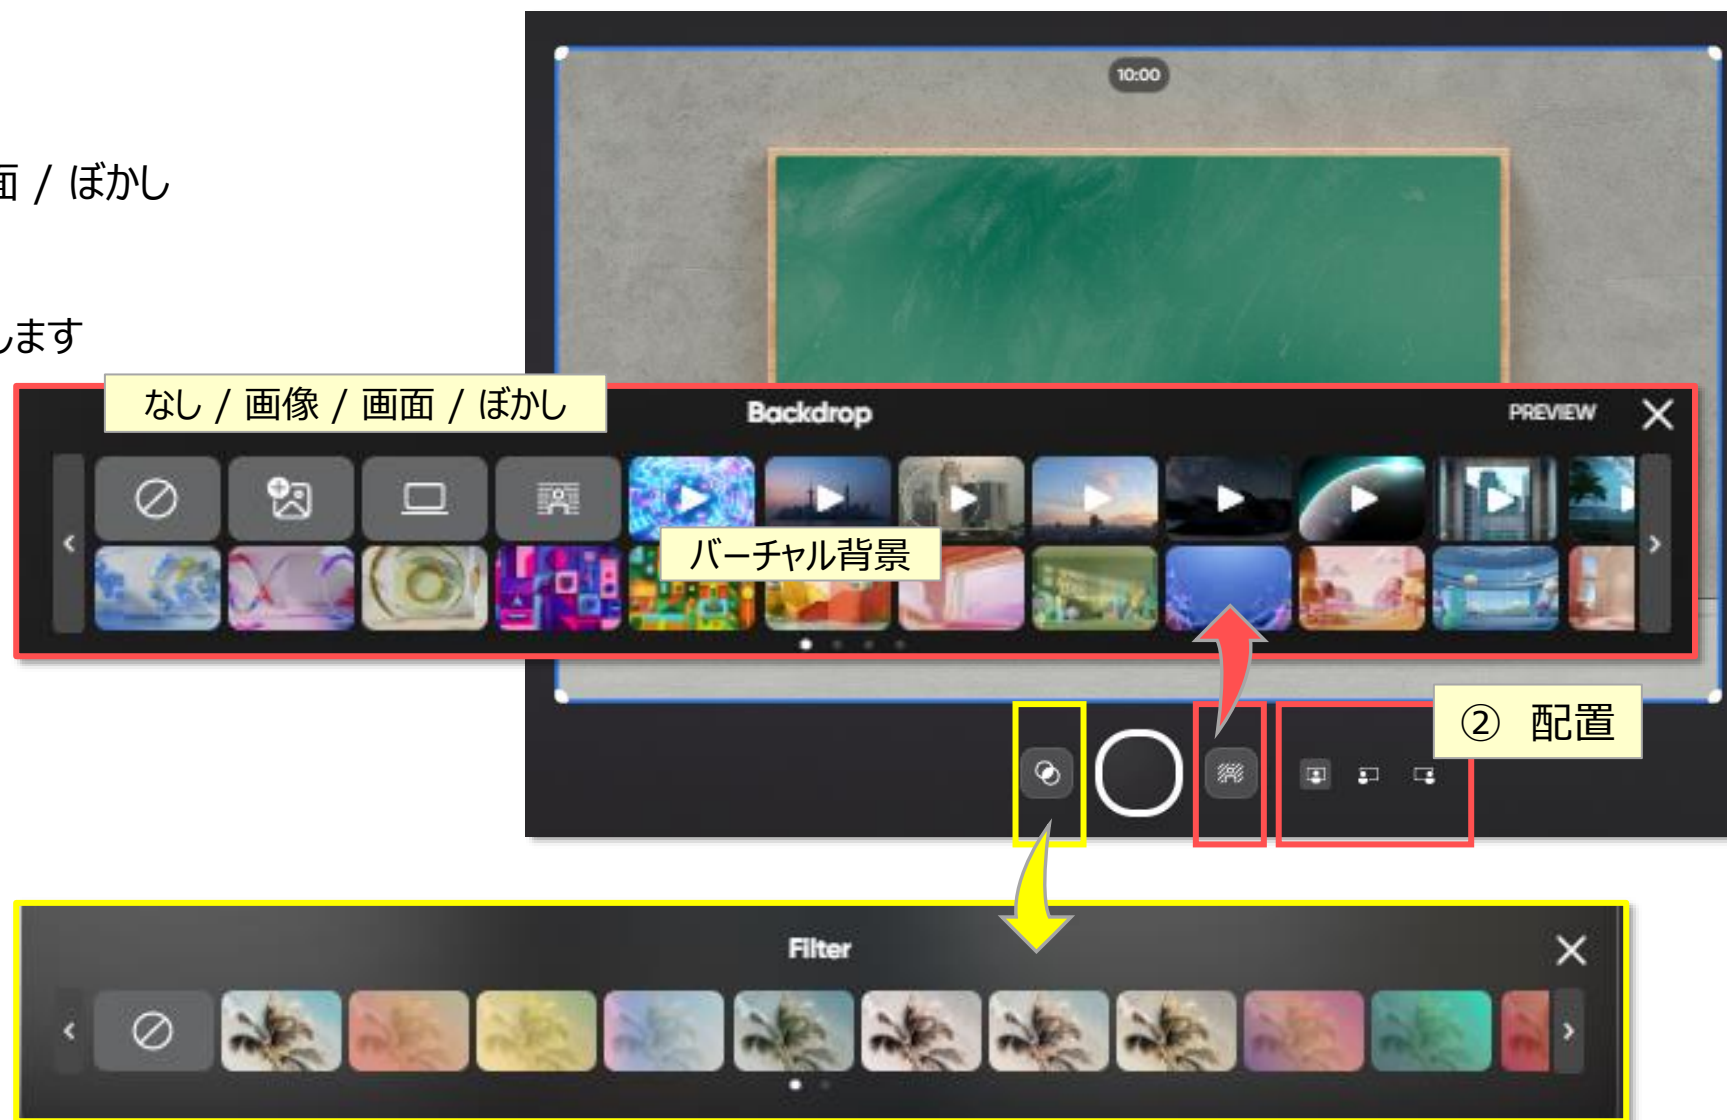 10:00
面 / ぼかし
します
なし / 画像 / 画面 / ぼかし
Backdrop
PREVIEW
バーチャル背景
② 配置
Filter